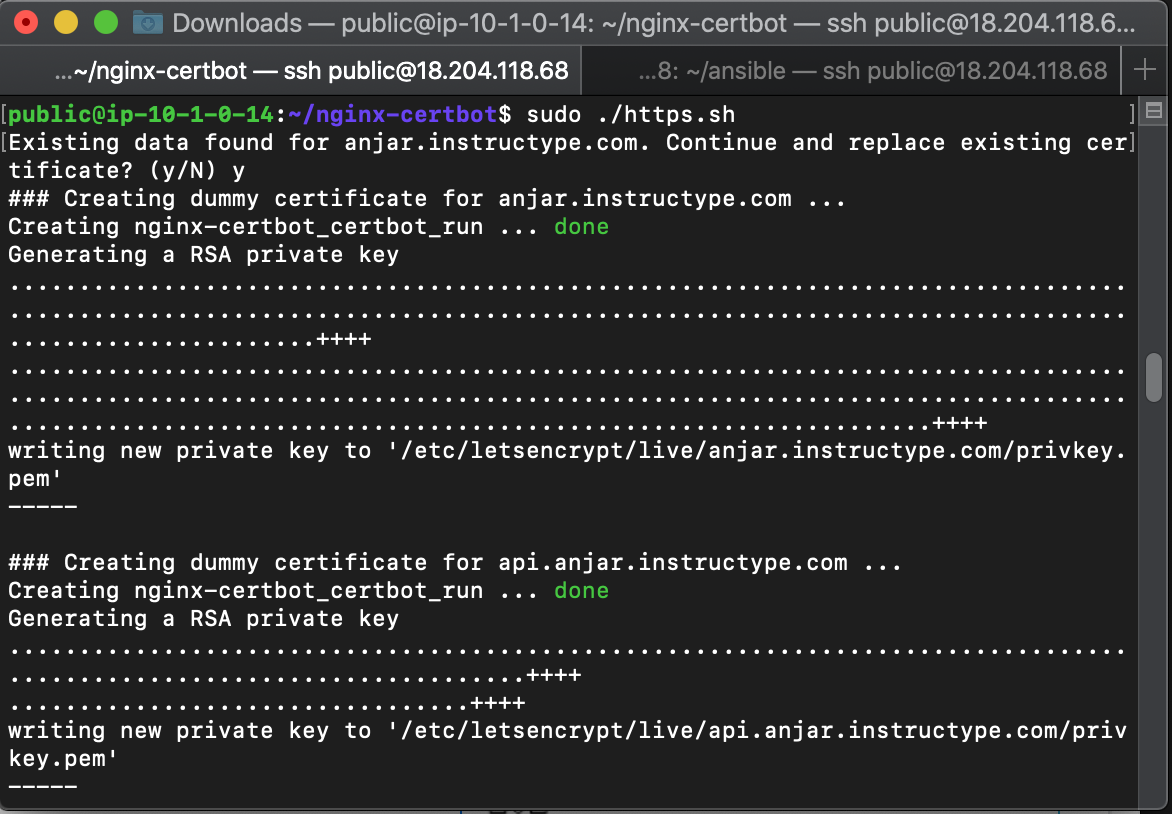 Downloads — public@ip-10-1-0-14: ~/nginx-certbot — ssh public@18.204.118.6...
...~/nginx-certbot — ssh public@18.204.118.68
...8: ~/ansible — ssh public@18.204.118.68
[public@ip-10-1-0-14:~/nginx-certbot$ sudo ./https.sh ]
[Existing data found for anjar.instructype.com. Continue and replace existing cer]
tificate? (y/N) y
### Creating dummy certificate for anjar.instructype.com ...
Creating nginx-certbot_certbot_run ... done
Generating a RSA private key
................................................................................
................................................................................
......................++++
................................................................................
................................................................................
..................................................................++++
writing new private key to '/etc/letsencrypt/live/anjar.instructype.com/privkey.
pem'
-----
### Creating dummy certificate for api.anjar.instructype.com ...
Creating nginx-certbot_certbot_run ... done
Generating a RSA private key
................................................................................
.....................................++++
.................................++++
writing new private key to '/etc/letsencrypt/live/api.anjar.instructype.com/priv
key.pem'
-----